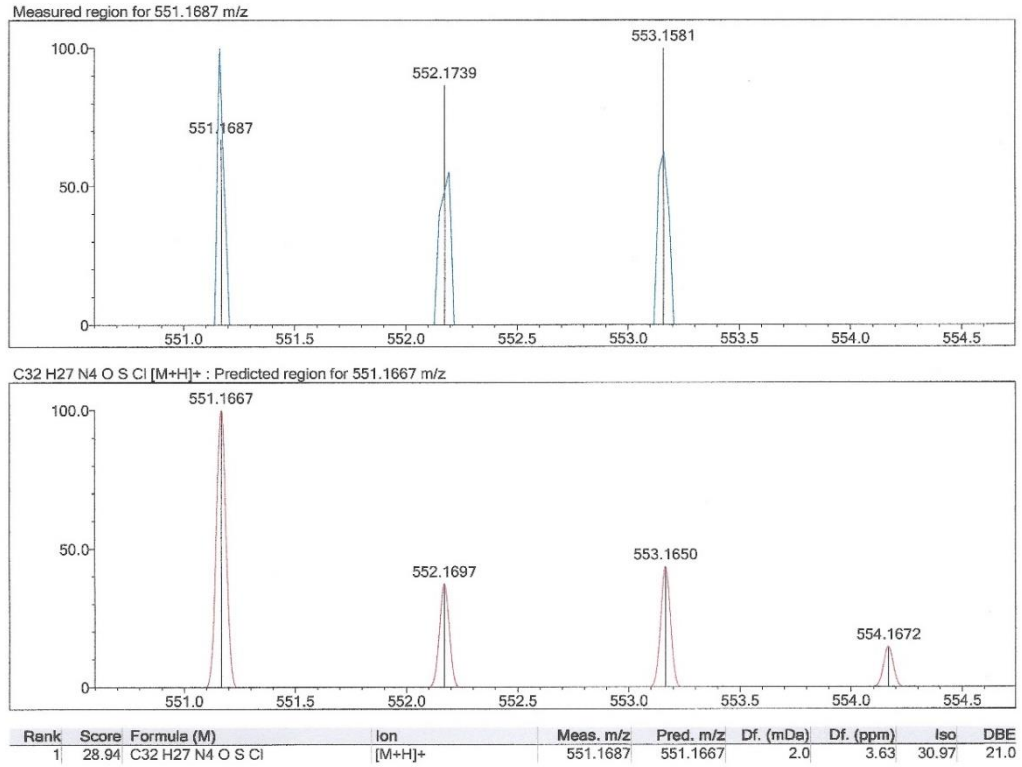 Measured region for 551.1687 m/z
553.1581
100.0
552.1739
551.1687
50.0
0
551.0 551.5 552.0 552.5 553.0 553.5 554.0 554.5
C32 H27 N4 O S Cl [M+H]+ : Predicted region for 551.1667 m/z
551.1667
100.0
50.0
553.1650
552.1697
554.1672
0
551.0 551.5 552.0 552.5 553.0 553.5 554.0 554.5
Rank Score Formula (M) Ion Meas. m/z Pred. m/z Df. (mDa) Df. (ppm) Iso DBE
1 28.94 C32 H27 N4 O S Cl [M+H]+ 551.1687 551.1667 2.0 3.63 30.97 21.0